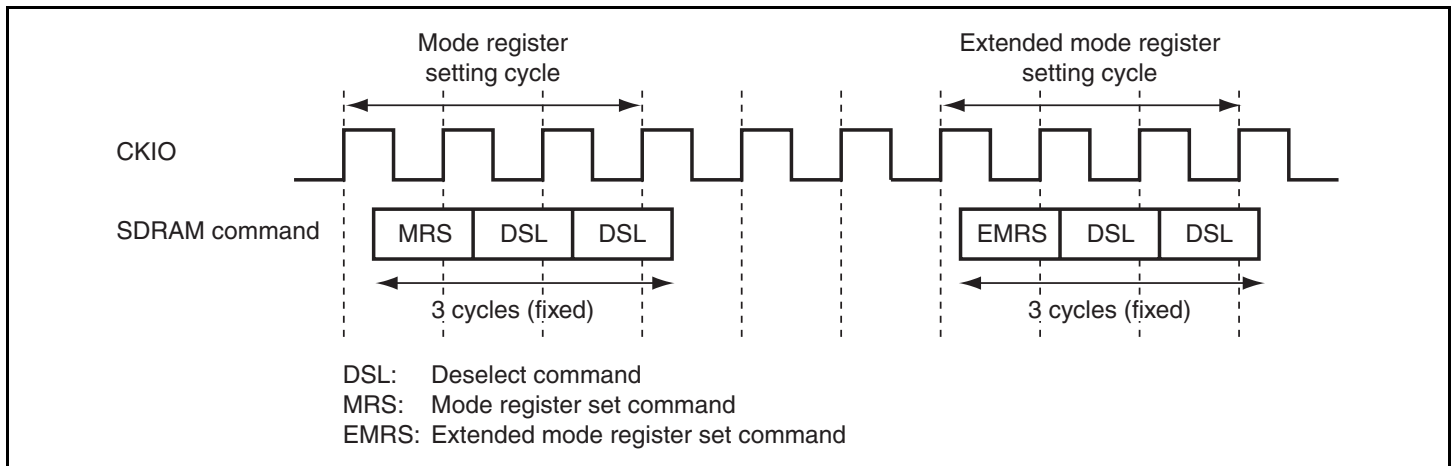 Mode register
setting cycle
Extended mode register
setting cycle
CKIO
SDRAM command
MRS
DSL
DSL
EMRS
DSL
DSL
3 cycles (fixed)
3 cycles (fixed)
DSL: Deselect command
MRS: Mode register set command
EMRS: Extended mode register set command